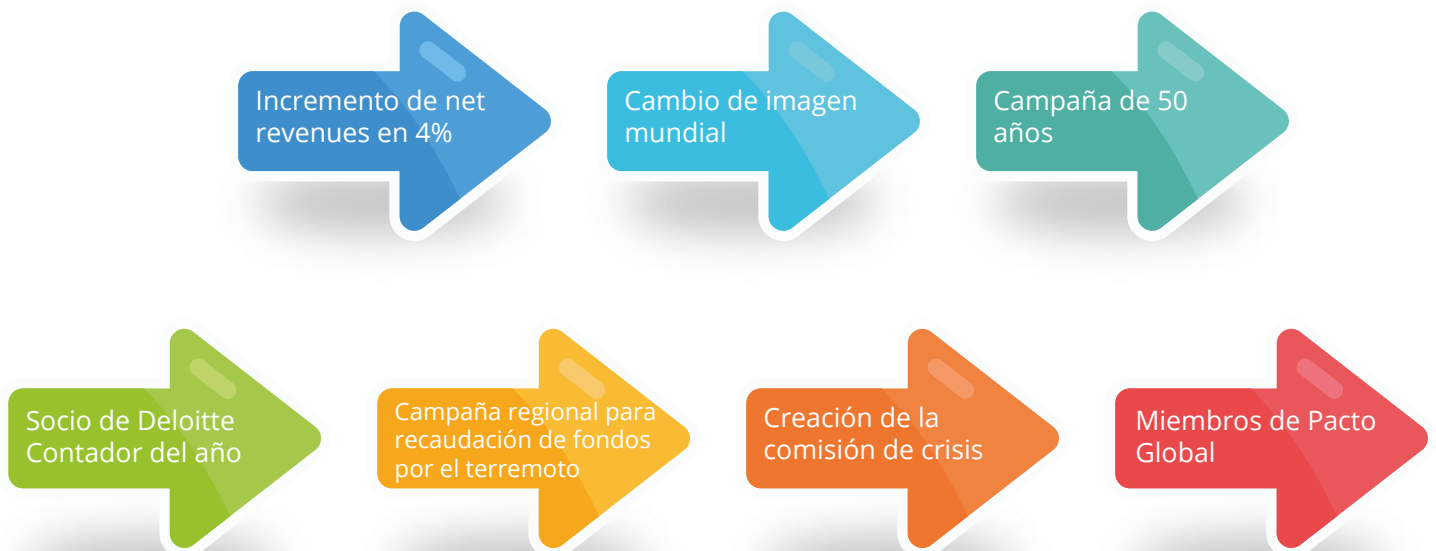 Incremento de net
revenues en 4%
Cambio de imagen
mundial
Campaña de 50
años
Socio de Deloitte
Contador del año
Campaña regional para
recaudación de fondos
por el terremoto
Creación de la
comisión de crisis
Miembros de Pacto
Global